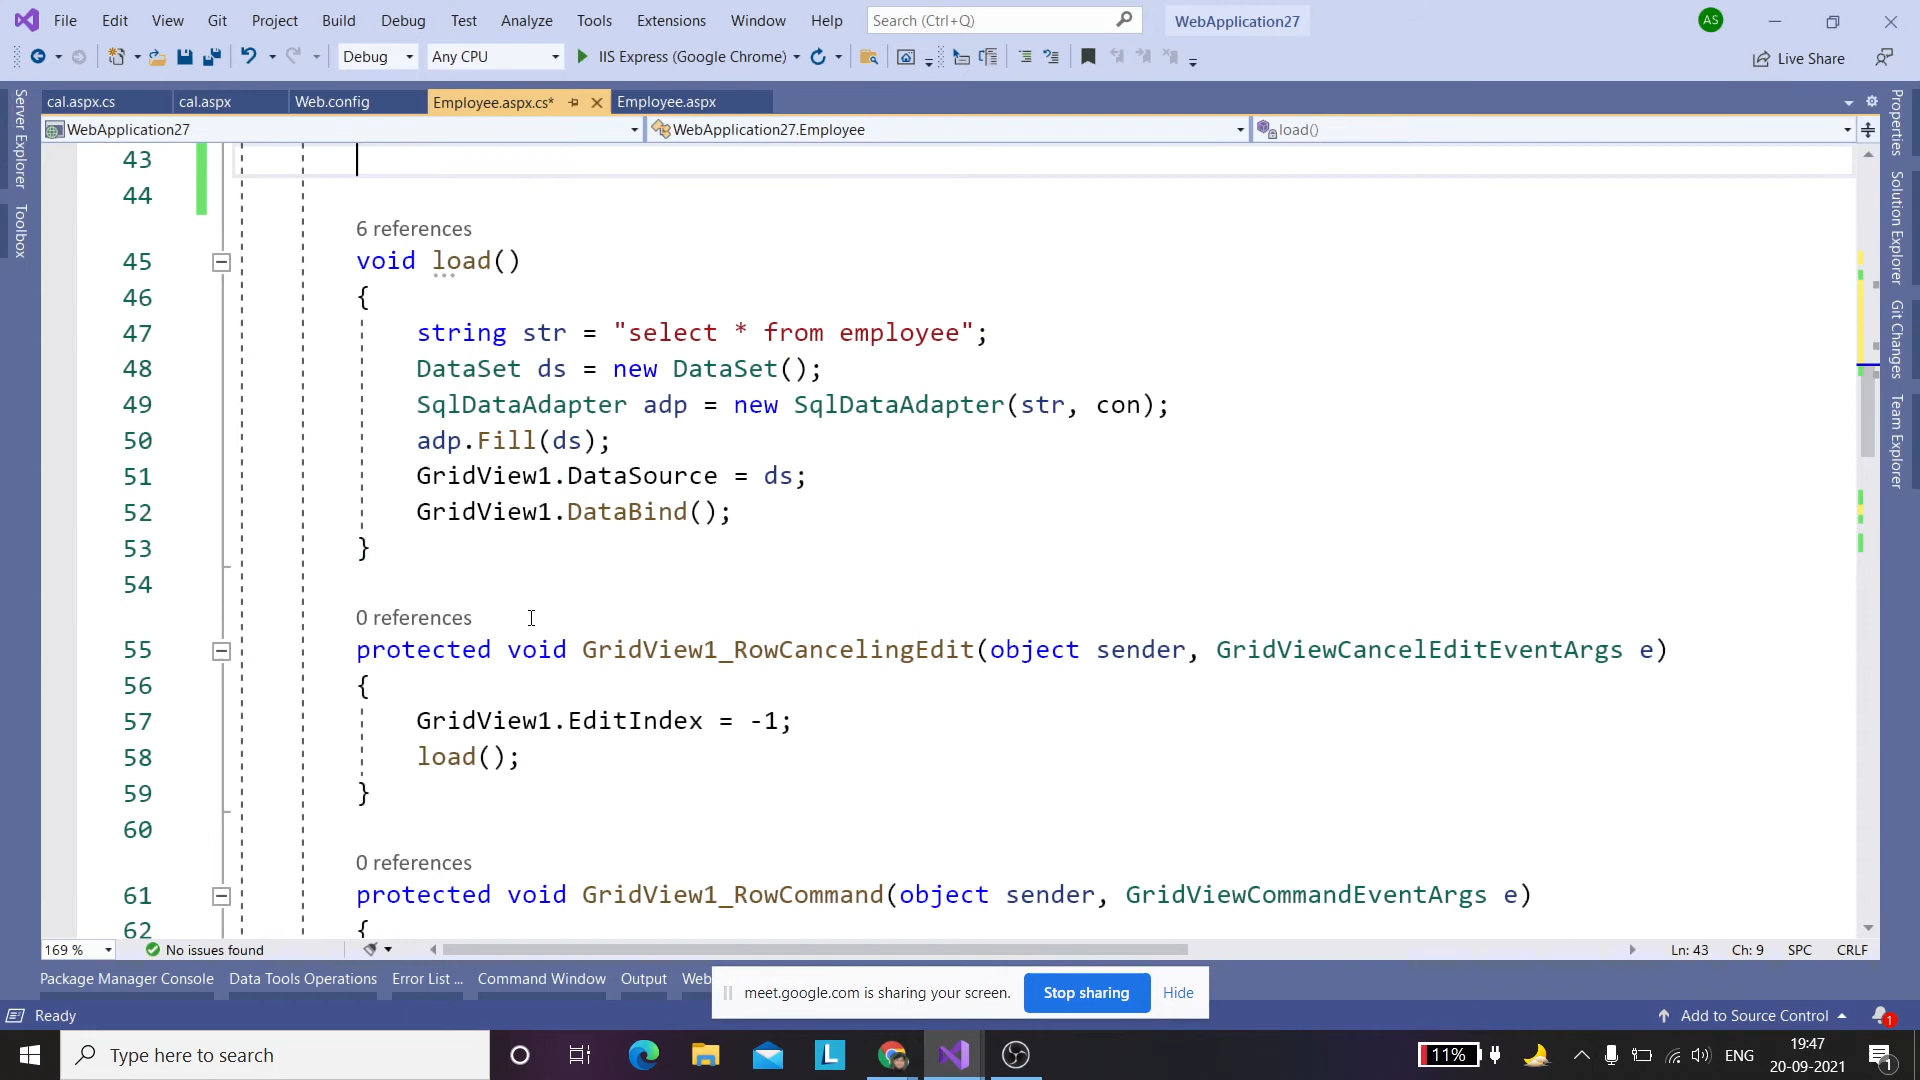 File Edit View Git Project Build Debug Test Analyze Tools Extensions Window Help Search (Ctrl+Q) WebApplication27 AS
Debug Any CPU IIS Express (Google Chrome) Live Share
cal.aspx.cs cal.aspx Web.config Employee.aspx.cs* Employee.aspx
WebApplication27 WebApplication27.Employee load()
Server Explorer
Toolbox
Properties
Solution Explorer
Git Changes
Team Explorer
43
44
6 references
45 void load()
46 {
47 string str = "select * from employee";
48 DataSet ds = new DataSet();
49 SqlDataAdapter adp = new SqlDataAdapter(str, con);
50 adp.Fill(ds);
51 GridView1.DataSource = ds;
52 GridView1.DataBind();
53 }
54
0 references
55 protected void GridView1_RowCancelingEdit(object sender, GridViewCancelEditEventArgs e)
56 {
57 GridView1.EditIndex = -1;
58 load();
59 }
60
0 references
61 protected void GridView1_RowCommand(object sender, GridViewCommandEventArgs e)
62 {
169 % No issues found Ln: 43 Ch: 9 SPC CRLF
Package Manager Console Data Tools Operations Error List ... Command Window Output Web
meet.google.com is sharing your screen. Stop sharing Hide
Ready Add to Source Control 1
Type here to search L 11% ENG 19:47
20-09-2021 1